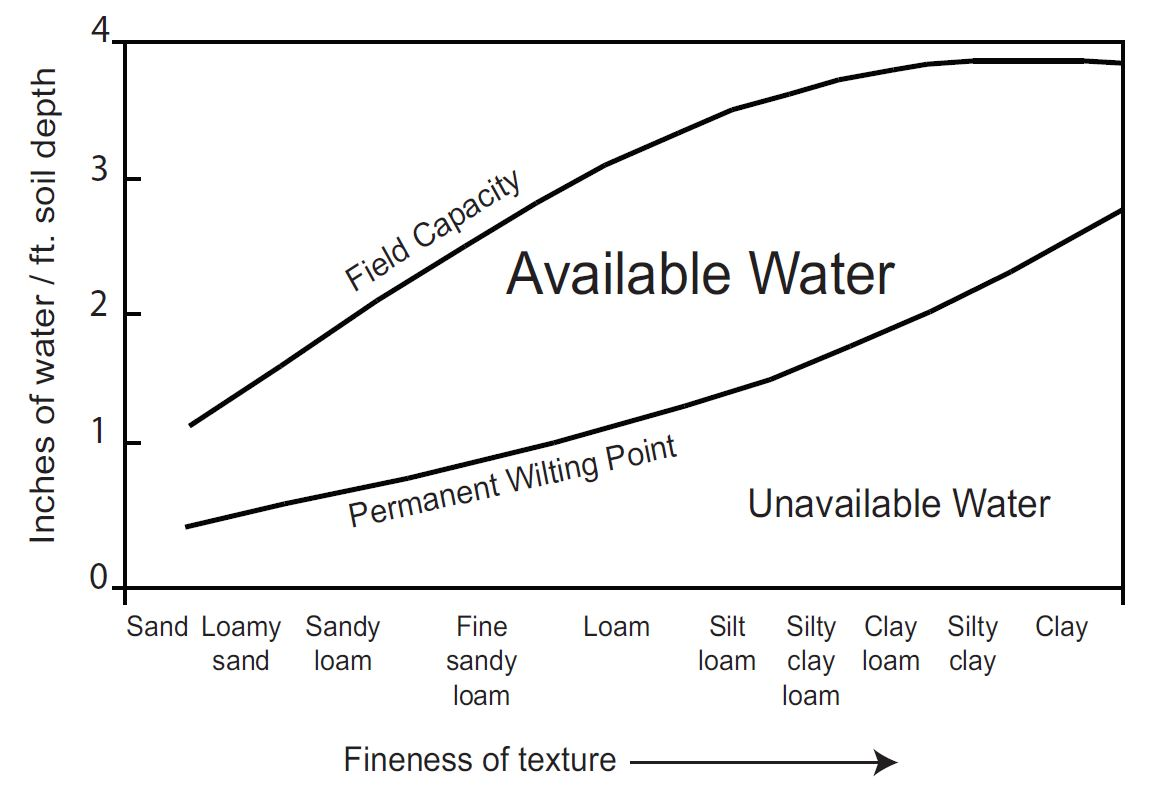 4
3
2
1
0
Inches of water / ft. soil depth
Field Capacity
Available Water
Permanent Wilting Point
Unavailable Water
Sand
Loamy
sand
Sandy
loam
Fine
sandy
loam
Loam
Silt
loam
Silty
clay
loam
Clay
loam
Silty
clay
Clay
Fineness of texture